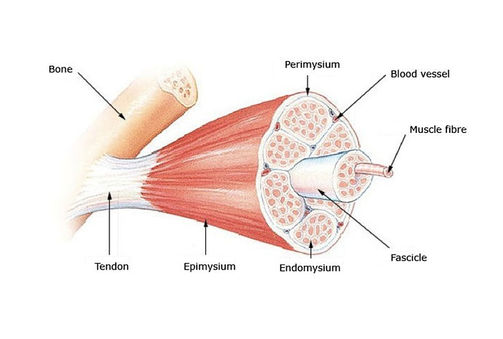 Perimysium
Bone
Blood vessel
Muscle fibre
Fascicle
Tendon
Epimysium
Endomysium